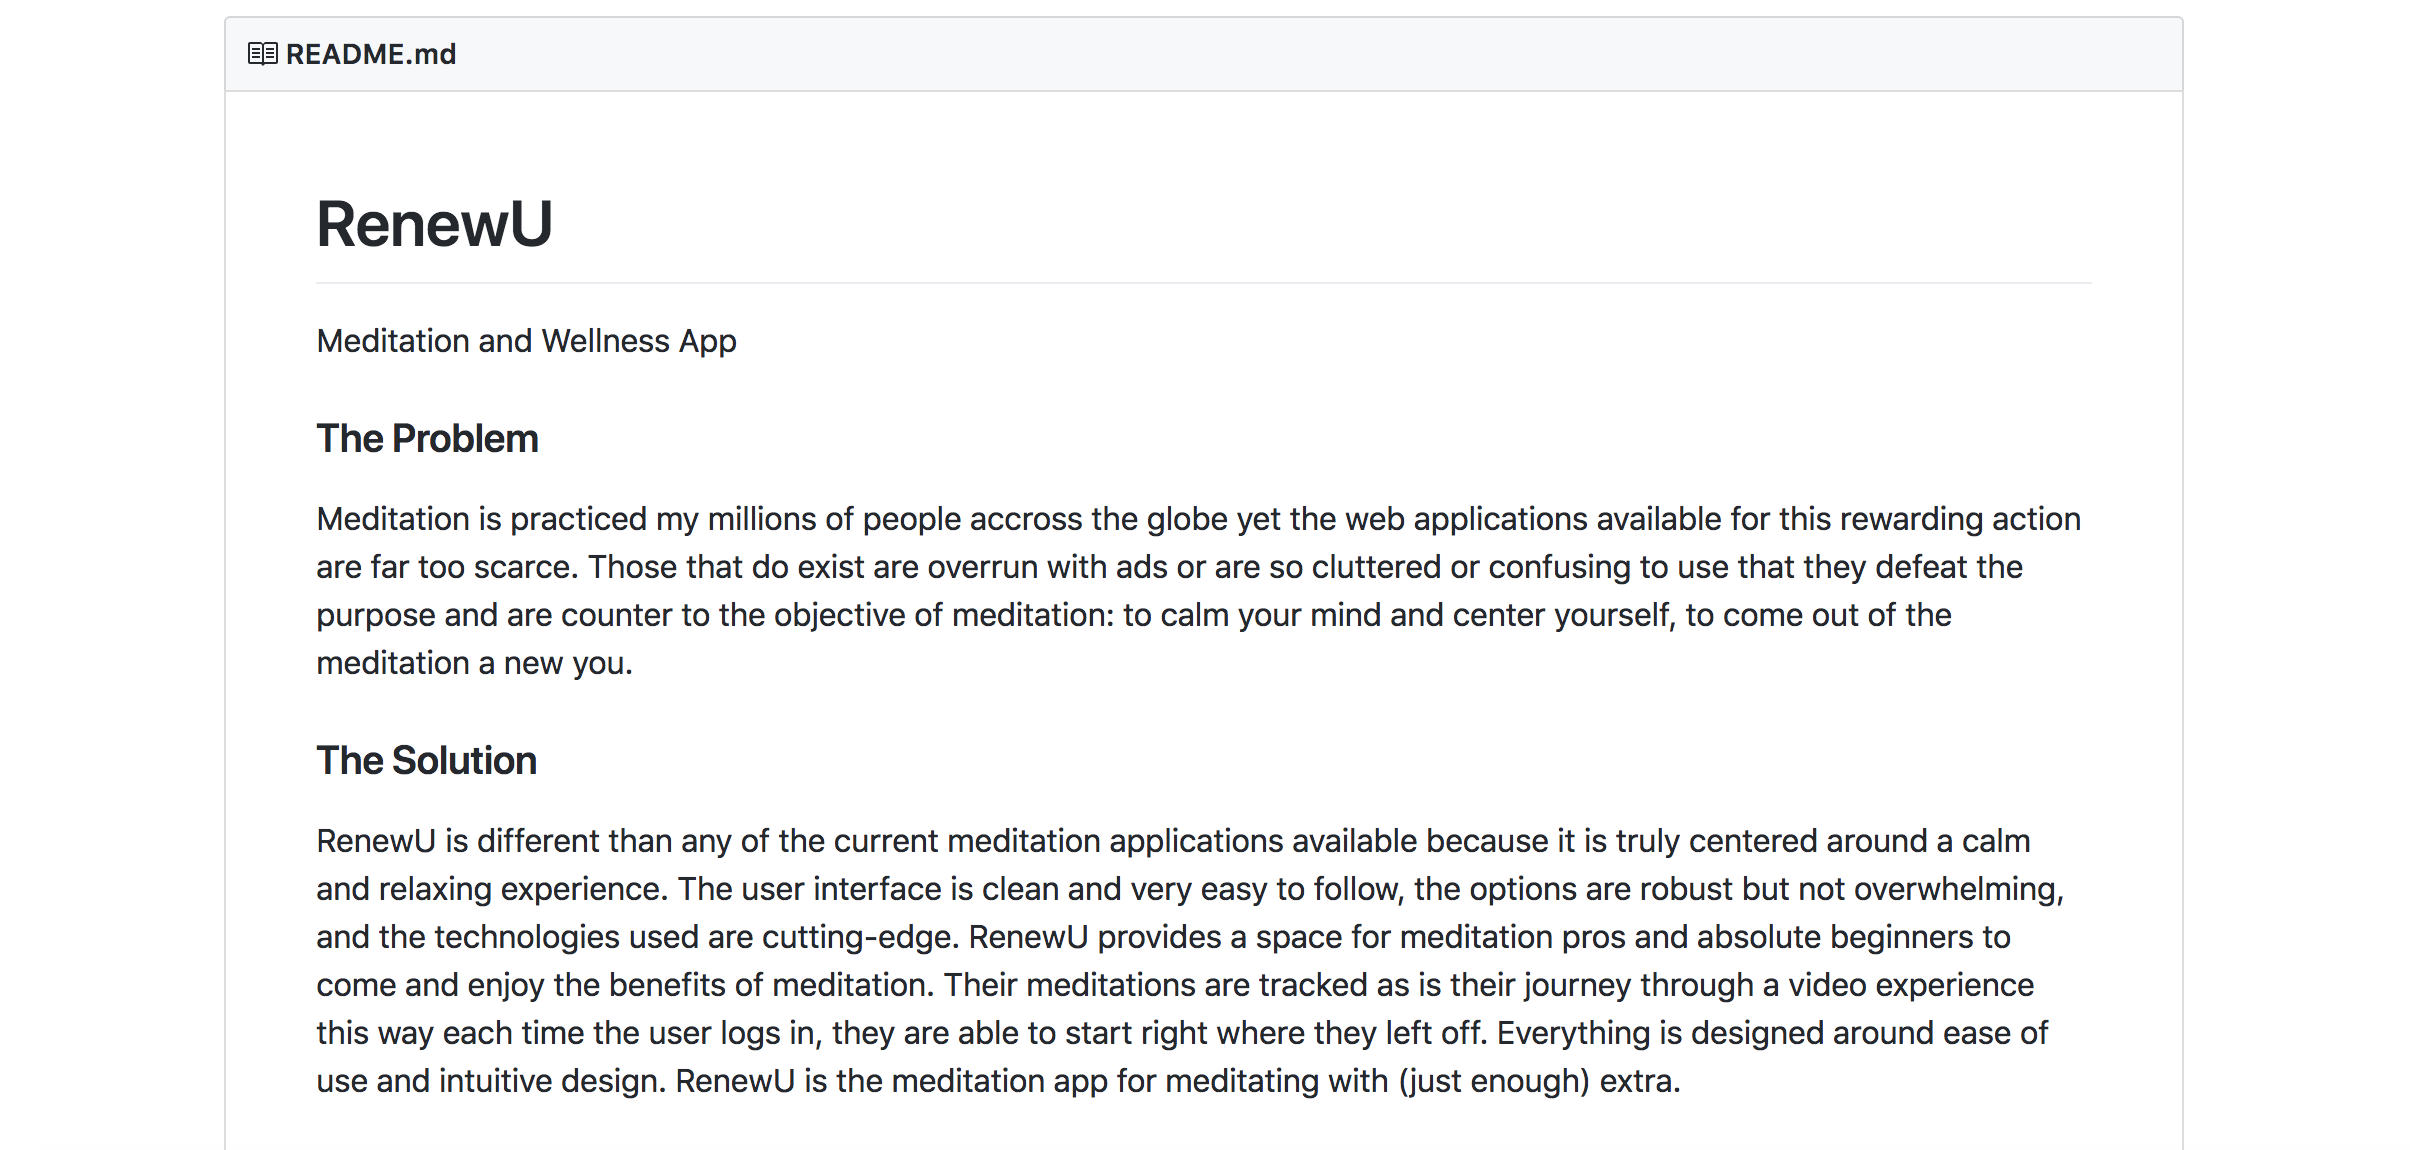 README.md
RenewU
Meditation and Wellness App
The Problem
Meditation is practiced my millions of people accross the globe yet the web applications available for this rewarding action
are far too scarce. Those that do exist are overrun with ads or are so cluttered or confusing to use that they defeat the
purpose and are counter to the objective of meditation: to calm your mind and center yourself, to come out of the
meditation a new you.
The Solution
RenewU is different than any of the current meditation applications available because it is truly centered around a calm
and relaxing experience. The user interface is clean and very easy to follow, the options are robust but not overwhelming,
and the technologies used are cutting-edge. RenewU provides a space for meditation pros and absolute beginners to
come and enjoy the benefits of meditation. Their meditations are tracked as is their journey through a video experience
this way each time the user logs in, they are able to start right where they left off. Everything is designed around ease of
use and intuitive design. RenewU is the meditation app for meditating with (just enough) extra.